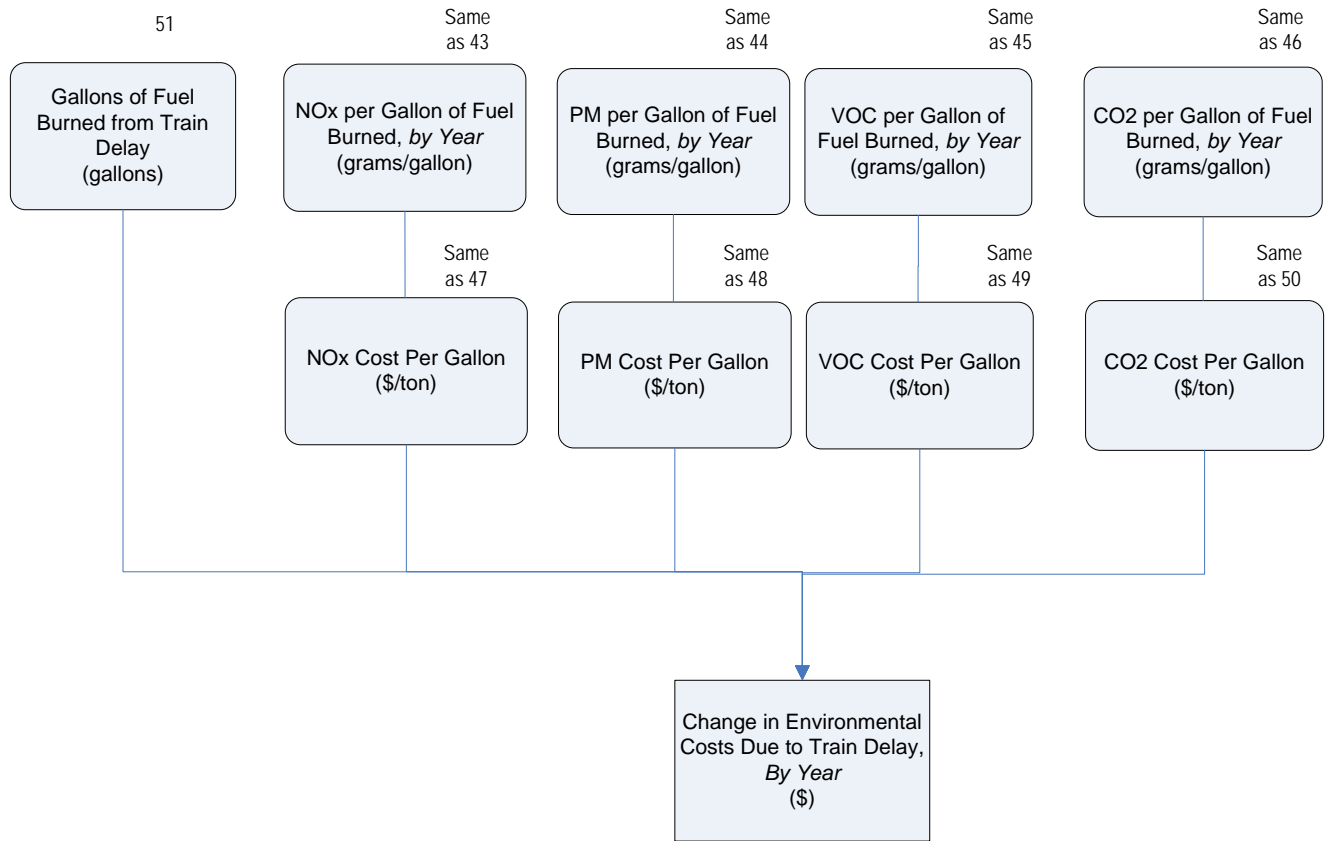 51
Same
as 43
Same
as 44
Same
as 45
Same
as 46
Gallons of Fuel
Burned from Train
Delay
(gallons)
NOx per Gallon of Fuel
Burned, by Year
(grams/gallon)
PM per Gallon of Fuel
Burned, by Year
(grams/gallon)
VOC per Gallon of
Fuel Burned, by Year
(grams/gallon)
CO2 per Gallon of Fuel
Burned, by Year
(grams/gallon)
Same
as 47
Same
as 48
Same
as 49
Same
as 50
NOx Cost Per Gallon
($/ton)
PM Cost Per Gallon
($/ton)
VOC Cost Per Gallon
($/ton)
CO2 Cost Per Gallon
($/ton)
Change in Environmental
Costs Due to Train Delay,
By Year
($)